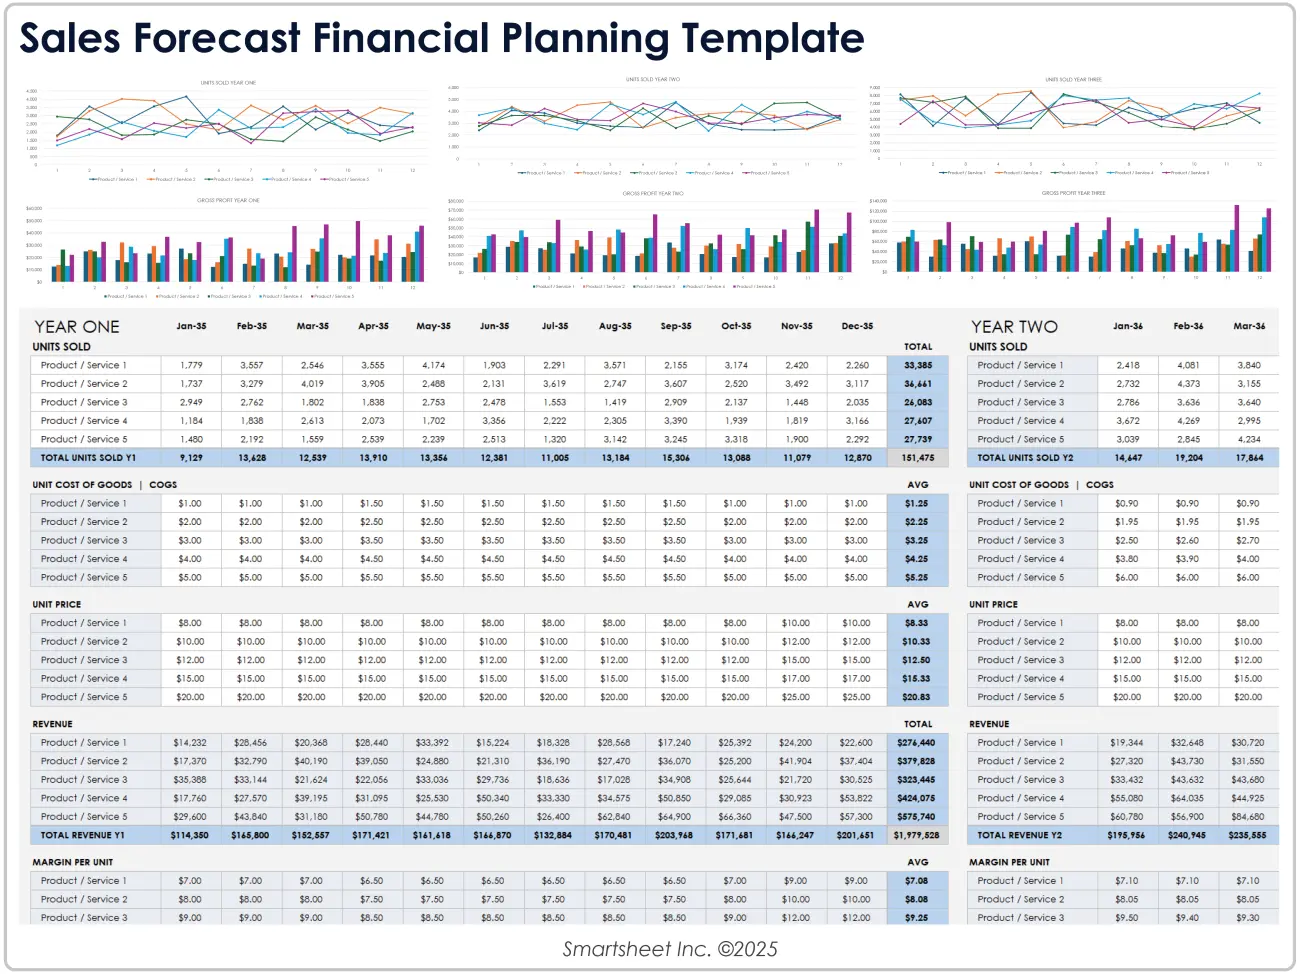 Sales Forecast Financial Planning Template
UNITS SOLD YEAR ONE
UNITS SOLD YEAR TWO
UNITS SOLD YEAR THREE
GROSS PROFIT YEAR ONE
GROSS PROFIT YEAR TWO
GROSS PROFIT YEAR THREE
YEAR ONE Jan-35 Feb-35 Mar-35 Apr-35 May-35 Jun-35 Jul-35 Aug-35 Sep-35 Oct-35 Nov-35 Dec-35 YEAR TWO Jan-36 Feb-36 Mar-36
UNITS SOLD TOTAL UNITS SOLD
Product / Service 1 1,779 3,557 2,546 3,555 4,174 1,903 2,291 3,571 2,155 3,174 2,420 2,260 33,385 Product / Service 1 2,418 4,081 3,840
Product / Service 2 1,737 3,279 4,019 3,905 2,488 2,131 3,619 2,747 3,607 2,520 3,492 3,117 36,661 Product / Service 2 2,732 4,373 3,155
Product / Service 3 2,949 2,762 1,802 1,838 2,753 2,478 1,553 1,419 2,909 2,137 1,448 2,035 26,083 Product / Service 3 2,786 3,636 3,640
Product / Service 4 1,184 1,838 2,613 2,073 1,702 3,356 2,222 2,305 3,390 1,939 1,819 3,166 27,607 Product / Service 4 3,672 4,269 2,995
Product / Service 5 1,480 2,192 1,559 2,539 2,239 2,513 1,320 3,142 3,245 3,318 1,900 2,292 27,739 Product / Service 5 3,039 2,845 4,234
TOTAL UNITS SOLD Y1 9,129 13,628 12,539 13,910 13,356 12,381 11,005 13,184 15,306 13,088 11,079 12,870 151,475 TOTAL UNITS SOLD Y2 14,647 19,204 17,864
UNIT COST OF GOODS | COGS AVG UNIT COST OF GOODS | COGS
Product / Service 1 $1.00 $1.00 $1.00 $1.50 $1.50 $1.50 $1.50 $1.50 $1.50 $1.00 $1.00 $1.00 $1.25 Product / Service 1 $0.90 $0.90 $0.90
Product / Service 2 $2.00 $2.00 $2.00 $2.50 $2.50 $2.50 $2.50 $2.50 $2.50 $2.00 $2.00 $2.00 $2.25 Product / Service 2 $1.95 $1.95 $1.95
Product / Service 3 $3.00 $3.00 $3.00 $3.50 $3.50 $3.50 $3.50 $3.50 $3.50 $3.00 $3.00 $3.00 $3.25 Product / Service 3 $2.50 $2.60 $2.70
Product / Service 4 $4.00 $4.00 $4.00 $4.50 $4.50 $4.50 $4.50 $4.50 $4.50 $4.00 $4.00 $4.00 $4.25 Product / Service 4 $3.80 $3.90 $4.00
Product / Service 5 $5.00 $5.00 $5.00 $5.50 $5.50 $5.50 $5.50 $5.50 $5.50 $5.00 $5.00 $5.00 $5.25 Product / Service 5 $6.00 $6.00 $6.00
UNIT PRICE AVG UNIT PRICE
Product / Service 1 $8.00 $8.00 $8.00 $8.00 $8.00 $8.00 $8.00 $8.00 $8.00 $8.00 $10.00 $10.00 $8.33 Product / Service 1 $8.00 $8.00 $8.00
Product / Service 2 $10.00 $10.00 $10.00 $10.00 $10.00 $10.00 $10.00 $10.00 $10.00 $10.00 $12.00 $12.00 $10.33 Product / Service 2 $10.00 $10.00 $10.00
Product / Service 3 $12.00 $12.00 $12.00 $12.00 $12.00 $12.00 $12.00 $12.00 $12.00 $12.00 $15.00 $15.00 $12.50 Product / Service 3 $12.00 $12.00 $12.00
Product / Service 4 $15.00 $15.00 $15.00 $15.00 $15.00 $15.00 $15.00 $15.00 $15.00 $15.00 $17.00 $17.00 $15.33 Product / Service 4 $15.00 $15.00 $15.00
Product / Service 5 $20.00 $20.00 $20.00 $20.00 $20.00 $20.00 $20.00 $20.00 $20.00 $20.00 $25.00 $25.00 $20.83 Product / Service 5 $20.00 $20.00 $20.00
REVENUE TOTAL REVENUE
Product / Service 1 $14,232 $28,456 $20,368 $28,440 $33,392 $15,224 $18,328 $28,568 $17,240 $25,392 $24,200 $22,600 $276,440 Product / Service 1 $19,344 $32,648 $30,720
Product / Service 2 $17,370 $32,790 $40,190 $39,050 $24,880 $21,310 $36,190 $27,470 $36,070 $25,200 $41,904 $37,404 $379,828 Product / Service 2 $27,320 $43,730 $31,550
Product / Service 3 $35,388 $33,144 $21,624 $22,056 $33,036 $29,736 $18,636 $17,028 $34,908 $25,644 $21,720 $30,525 $323,445 Product / Service 3 $33,432 $43,632 $43,680
Product / Service 4 $17,760 $27,570 $39,195 $31,095 $25,530 $50,340 $33,330 $34,575 $50,850 $29,085 $30,923 $53,822 $424,075 Product / Service 4 $55,080 $64,035 $44,925
Product / Service 5 $29,600 $43,840 $31,180 $50,780 $44,780 $50,260 $26,400 $62,840 $64,900 $66,360 $47,500 $57,300 $575,740 Product / Service 5 $60,780 $56,900 $84,680
TOTAL REVENUE Y1 $114,350 $165,800 $152,557 $171,421 $161,618 $166,870 $132,884 $170,481 $203,968 $171,681 $166,247 $201,651 $1,979,528 TOTAL REVENUE Y2 $195,956 $240,945 $235,555
MARGIN PER UNIT AVG MARGIN PER UNIT
Product / Service 1 $7.00 $7.00 $7.00 $6.50 $6.50 $6.50 $6.50 $6.50 $6.50 $7.00 $9.00 $9.00 $7.08 Product / Service 1 $7.10 $7.10 $7.10
Product / Service 2 $8.00 $8.00 $8.00 $7.50 $7.50 $7.50 $7.50 $7.50 $7.50 $8.00 $10.00 $10.00 $8.08 Product / Service 2 $8.05 $8.05 $8.05
Product / Service 3 $9.00 $9.00 $9.00 $8.50 $8.50 $8.50 $8.50 $8.50 $8.50 $9.00 $12.00 $12.00 $9.25 Product / Service 3 $9.50 $9.40 $9.30
Smartsheet Inc. ©2025